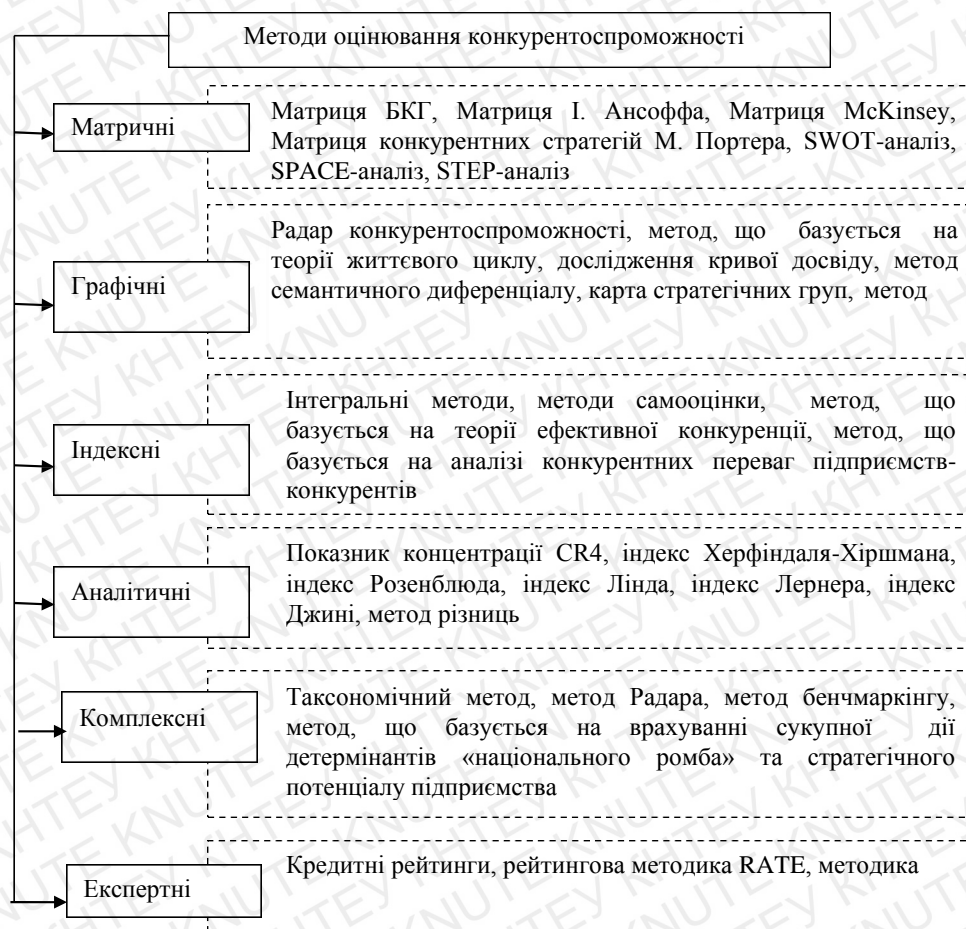 Методи оцінювання конкурентоспроможності
Матричні
Матриця БКГ, Матриця І. Ансоффа, Матриця McKinsey,
Матриця конкурентних стратегій М. Портера, SWOT-аналіз,
SPACE-аналіз, STEP-аналіз
Графічні
Радар конкурентоспроможності, метод, що базується на
теорії життєвого циклу, дослідження кривої досвіду, метод
семантичного диференціалу, карта стратегічних груп, метод
Індексні
Інтегральні методи, методи самооцінки, метод, що
базується на теорії ефективної конкуренції, метод, що
базується на аналізі конкурентних переваг підприємств-
конкурентів
Аналітичні
Показник концентрації CR4, індекс Херфіндаля-Хіршмана,
індекс Розенблюда, індекс Лінда, індекс Лернера, індекс
Джині, метод різниць
Комплексні
Таксономічний метод, метод Радара, метод бенчмаркінгу,
метод, що базується на врахуванні сукупної дії
детермінантів «національного ромба» та стратегічного
потенціалу підприємства
Експертні
Кредитні рейтинги, рейтингова методика RATE, методика